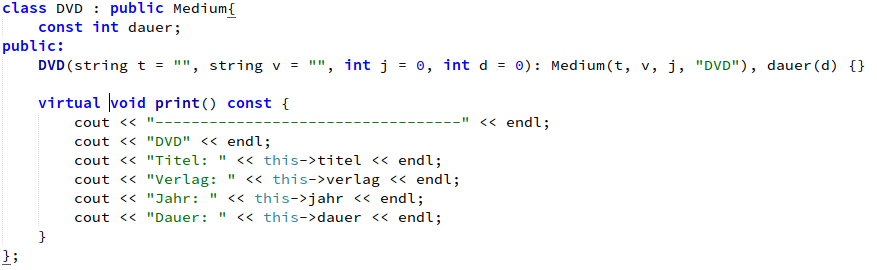 class DVD : public Medium{
    const int dauer;
public:
    DVD(string t = "", string v = "", int j = 0, int d = 0): Medium(t, v, j, "DVD"), dauer(d) {}

    virtual void print() const {
        cout << "----------------------------------" << endl;
        cout << "DVD" << endl;
        cout << "Titel: " << this->titel << endl;
        cout << "Verlag: " << this->verlag << endl;
        cout << "Jahr: " << this->jahr << endl;
        cout << "Dauer: " << this->dauer << endl;
    }
};